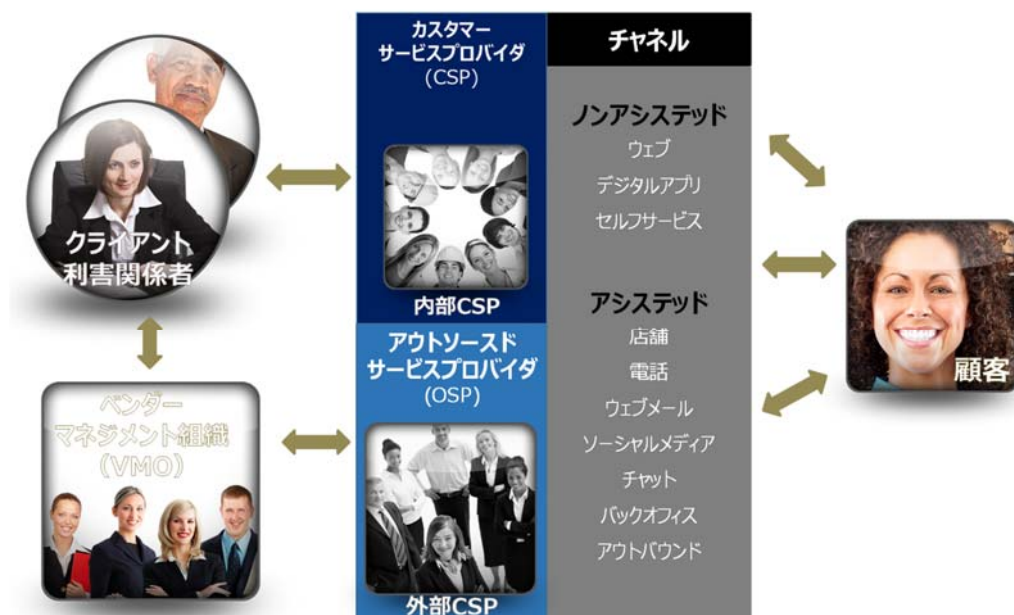 クライアント
利害関係者
ベンダー
マネジメント組織
(VMO)
カスタマー
サービスプロバイダ
(CSP)
内部CSP
アウトソースド
サービスプロバイダ
(OSP)
外部CSP
チャネル
ノンアシステッド
ウェブ
デジタルアプリ
セルフサービス
アシステッド
店舗
電話
ウェブメール
ソーシャルメディア
チャット
バックオフィス
アウトバウンド
顧客